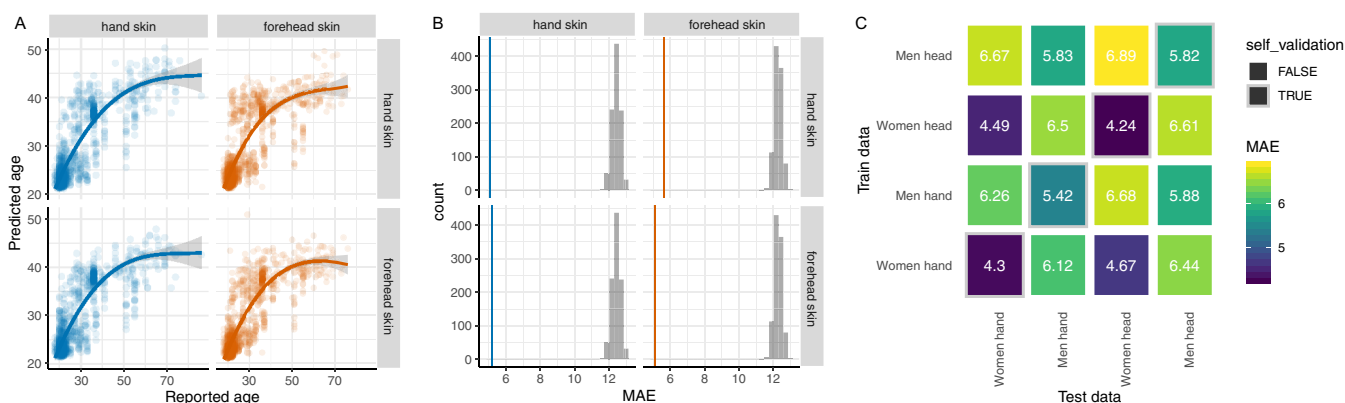 A
hand skin
forehead skin
50
40
30
20
hand skin
50
40
30
20
forehead skin
30
50
70
30
50
70
Predicted age
Reported age
B
hand skin
forehead skin
400
300
200
100
0
hand skin
400
300
200
100
0
forehead skin
6
8
10
12
6
8
10
12
count
MAE
C
Men head
6.67
5.83
6.89
5.82
Women head
4.49
6.5
4.24
6.61
Men hand
6.26
5.42
6.68
5.88
Women hand
4.3
6.12
4.67
6.44
Women hand
Men hand
Women head
Men head
Train data
Test data
self_validation
FALSE
TRUE
MAE
6
5